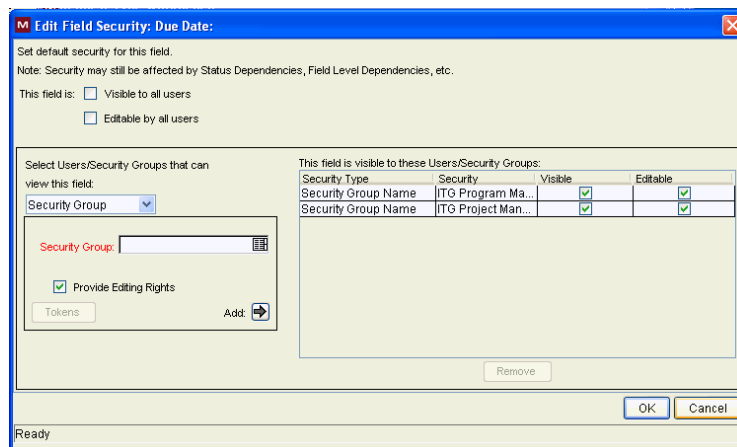 M Edit Field Security: Due Date:
Set default security for this field.
Note: Security may still be affected by Status Dependencies, Field Level Dependencies, etc.
This field is: Visible to all users
Editable by all users
Select Users/Security Groups that can
view this field:
Security Group
Security Group:
Provide Editing Rights
Tokens Add:
This field is visible to these Users/Security Groups:
Security Type Security Visible Editable
Security Group Name ITG Program Ma...
Security Group Name ITG Project Man...
Remove
OK Cancel
Ready